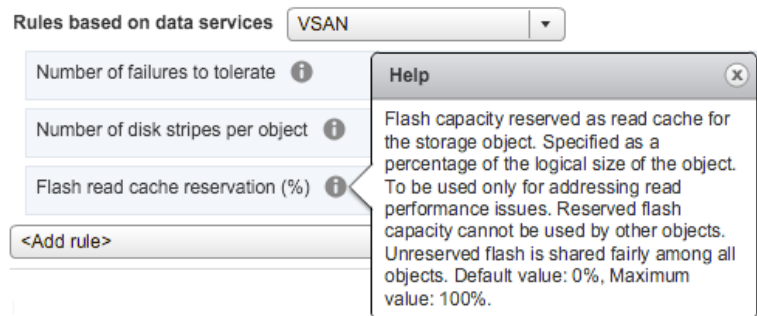 Rules based on data services VSAN
Number of failures to tolerate
Number of disk stripes per object
Flash read cache reservation (%)
<Add rule>
Help
Flash capacity reserved as read cache for
the storage object. Specified as a
percentage of the logical size of the object.
To be used only for addressing read
performance issues. Reserved flash
capacity cannot be used by other objects.
Unreserved flash is shared fairly among all
objects. Default value: 0%, Maximum
value: 100%.